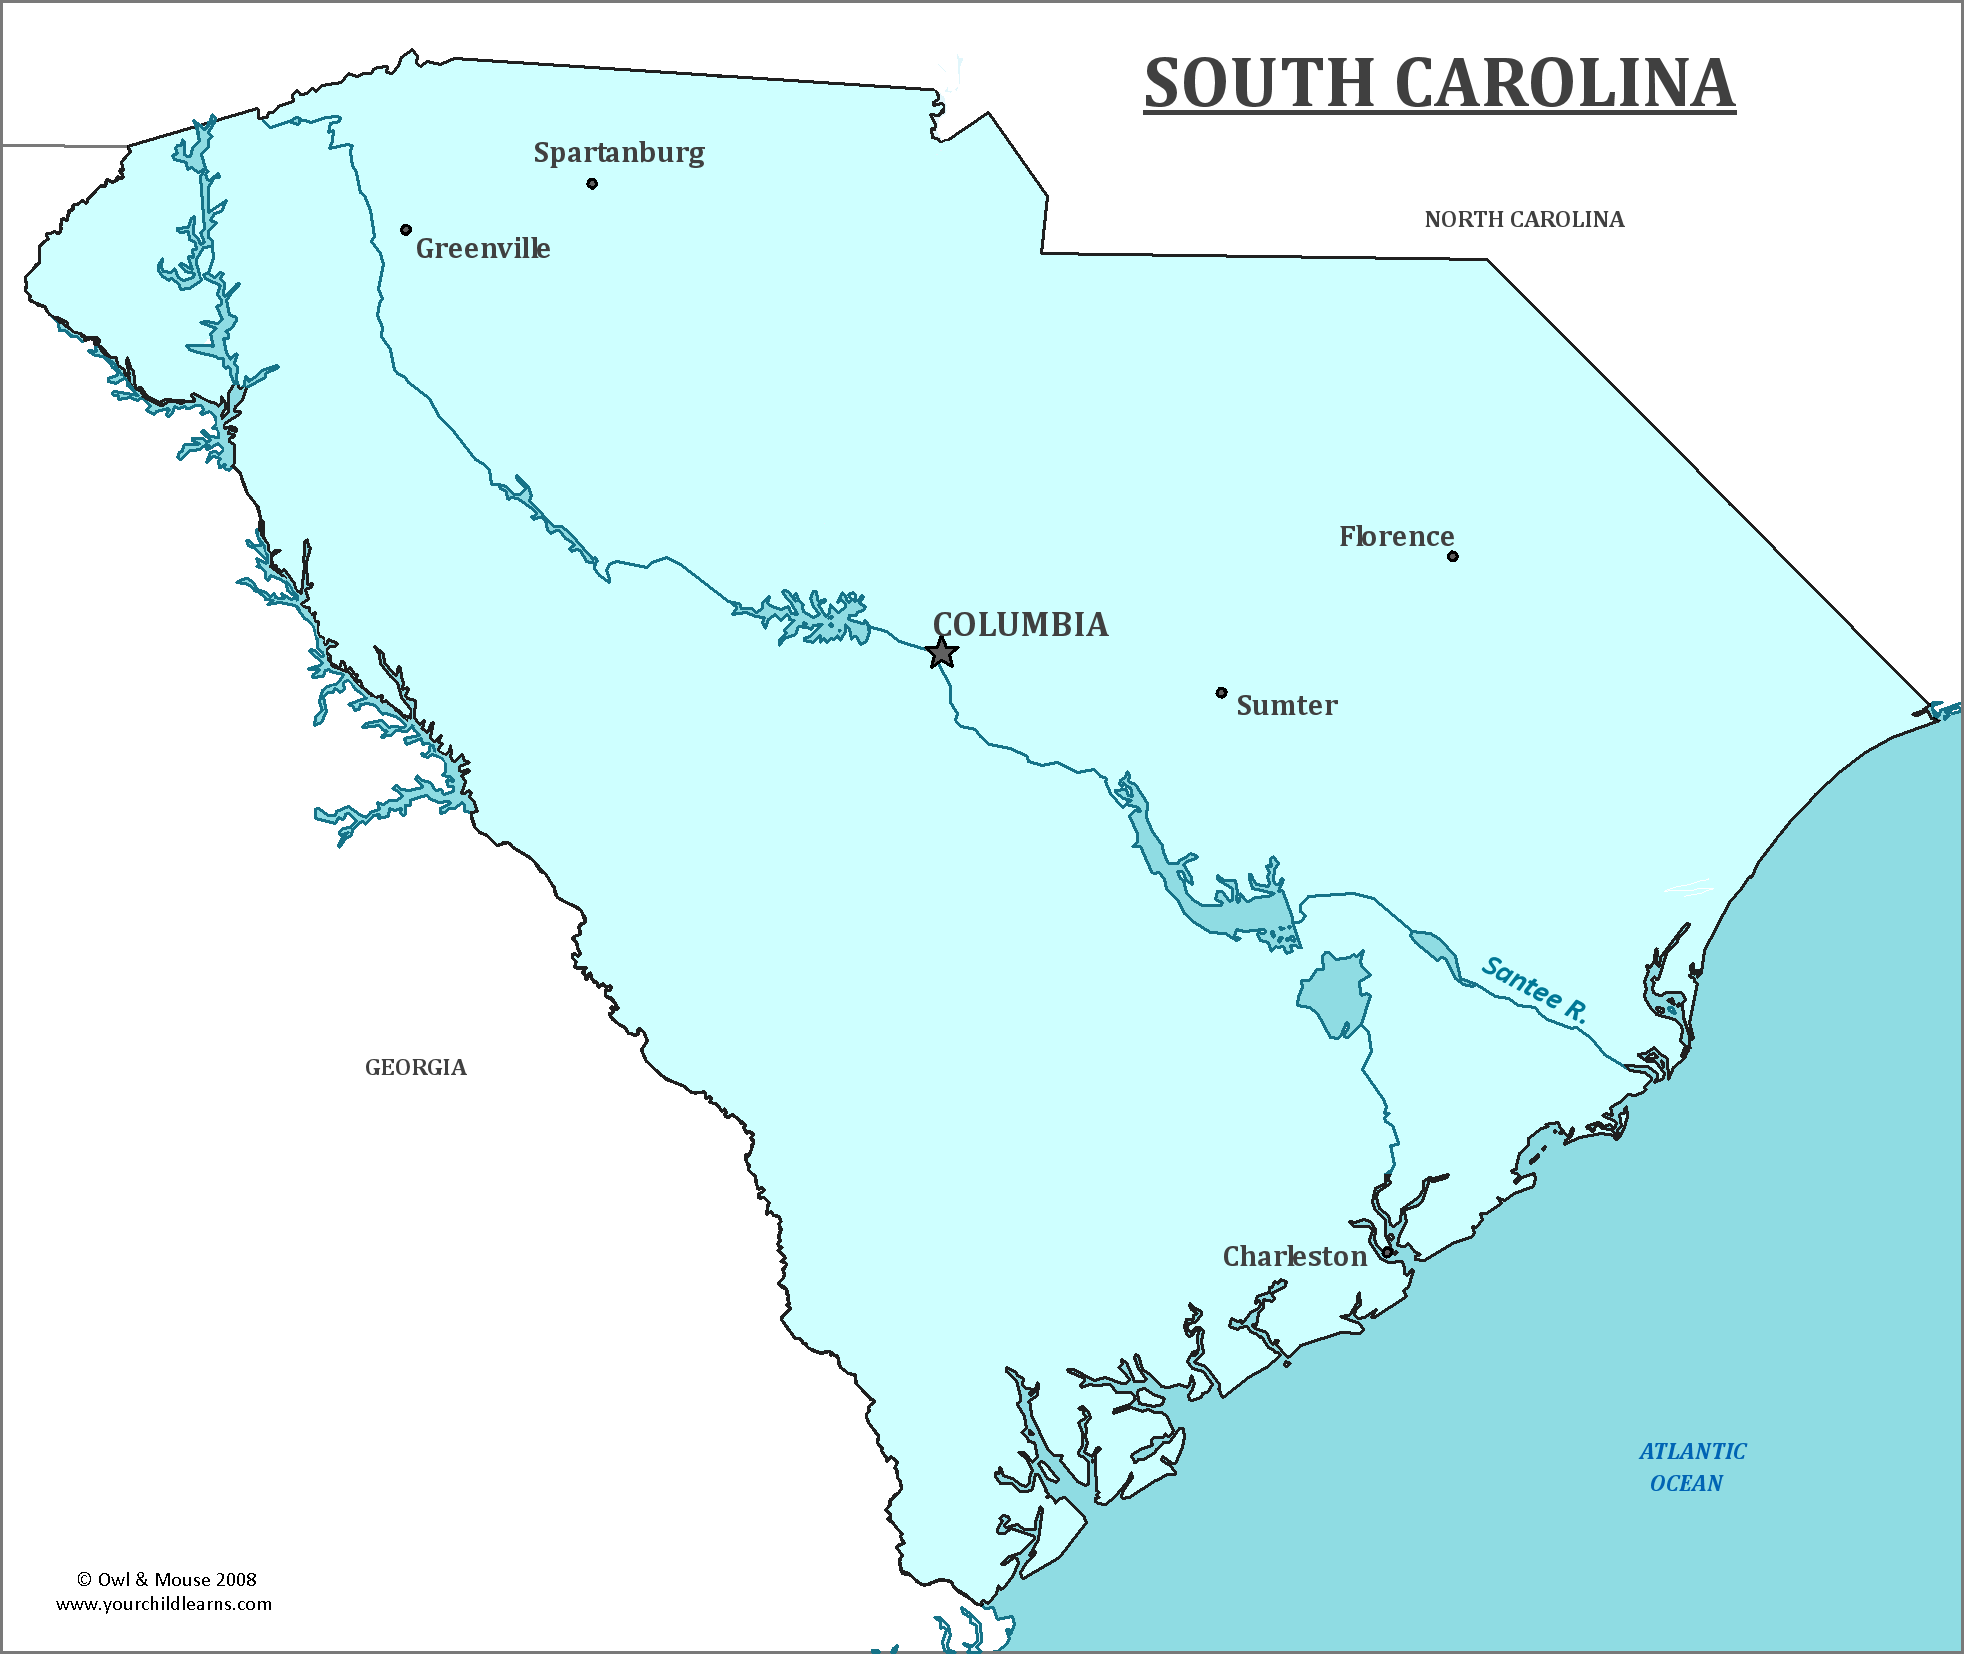 SOUTH CAROLINA
Spartanburg
NORTH CAROLINA
Greenville
Florence
COLUMBIA
Sumter
Santee R.
GEORGIA
Charleston
ATLANTIC
OCEAN
© Owl & Mouse 2008
www.yourchildlearns.com